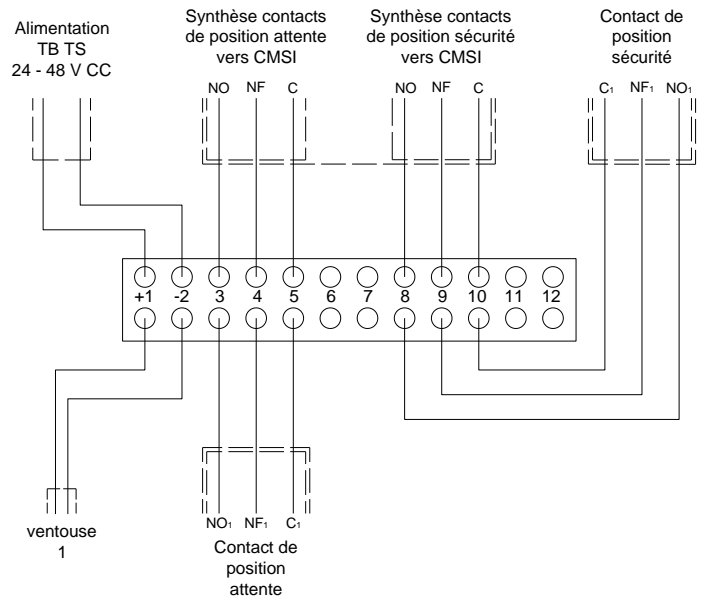 Alimentation
TB TS
24 - 48 V CC
Synthèse contacts
de position attente
vers CMSI
Synthèse contacts
de position sécurité
vers CMSI
Contact de
position
sécurité
NO NF C
NO NF C
C1 NF1 NO1
+1 -2 3 4 5 6 7 8 9 10 11 12
ventouse
1
NO1 NF1 C1
Contact de
position
attente